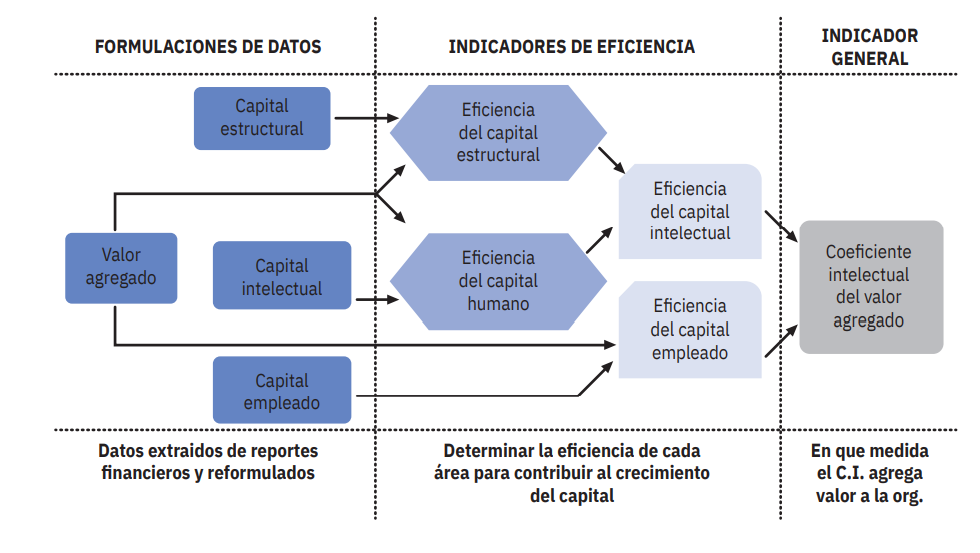 FORMULACIONES DE DATOS
INDICADORES DE EFICIENCIA
INDICADOR
GENERAL
Capital
estructural
Eficiencia
del capital
estructural
Eficiencia
del capital
intelectual
Valor
agregado
Capital
intelectual
Eficiencia
del capital
humano
Coeficiente
intelectual
del valor
agregado
Eficiencia
del capital
empleado
Capital
empleado
Datos extraidos de reportes
financieros y reformulados
Determinar la eficiencia de cada
área para contribuir al crecimiento
del capital
En que medida
el C.I. agrega
valor a la org.